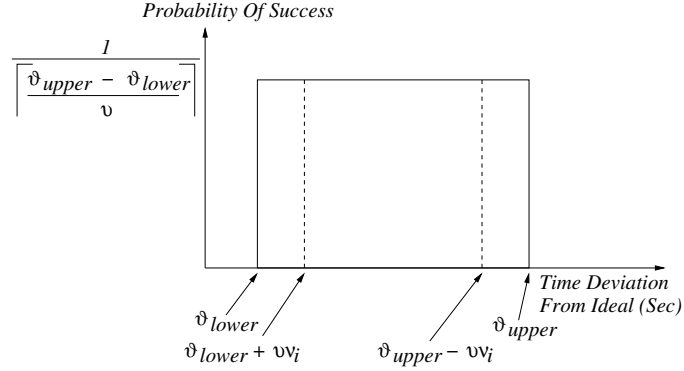 Probability Of Success
1
⌈ϑupper − ϑlower⌉
υ
Time Deviation
From Ideal (Sec)
ϑlower
ϑupper
ϑlower + υνi
ϑupper − υνi